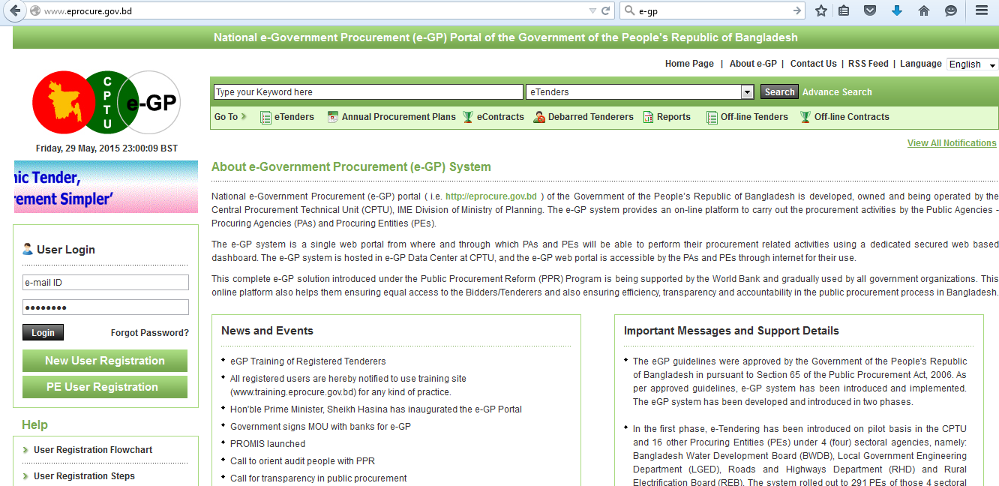 www.eprocure.gov.bd
e-gp
National e-Government Procurement (e-GP) Portal of the Government of the People's Republic of Bangladesh
Home Page | About e-GP | Contact Us | RSS Feed | Language English
CPTU
e-GP
Type your Keyword here
eTenders
Search
Advance Search
Go To
eTenders
Annual Procurement Plans
eContracts
Debarred Tenderers
Reports
Off-line Tenders
Off-line Contracts
Friday, 29 May, 2015 23:00:09 BST
View All Notifications
nic Tender,
ement Simpler'
User Login
e-mail ID
Login
Forgot Password?
New User Registration
PE User Registration
Help
User Registration Flowchart
User Registration Steps
About e-Government Procurement (e-GP) System
National e-Government Procurement (e-GP) portal ( i.e. http://eprocure.gov.bd ) of the Government of the People's Republic of Bangladesh is developed, owned and being operated by the
Central Procurement Technical Unit (CPTU), IME Division of Ministry of Planning. The e-GP system provides an on-line platform to carry out the procurement activities by the Public Agencies -
Procuring Agencies (PAs) and Procuring Entities (PEs).
The e-GP system is a single web portal from where and through which PAs and PEs will be able to perform their procurement related activities using a dedicated secured web based
dashboard. The e-GP system is hosted in e-GP Data Center at CPTU, and the e-GP web portal is accessible by the PAs and PEs through internet for their use.
This complete e-GP solution introduced under the Public Procurement Reform (PPR) Program is being supported by the World Bank and gradually used by all government organizations. This
online platform also helps them ensuring equal access to the Bidders/Tenders and also ensuring efficiency, transparency and accountability in the public procurement process in Bangladesh.
News and Events
eGP Training of Registered Tenderers
All registered users are hereby notified to use training site
(www.training.eprocure.gov.bd) for any kind of practice.
Hon'ble Prime Minister, Sheikh Hasina has inaugurated the e-GP Portal
Government signs MOU with banks for e-GP
PROMIS launched
Call to orient audit people with PPR
Call for transparency in public procurement
Important Messages and Support Details
The eGP guidelines were approved by the Government of the People's Republic
of Bangladesh in pursuant to Section 65 of the Public Procurement Act, 2006. As
per approved guidelines, e-GP system has been introduced and implemented.
The eGP system has been developed and introduced in two phases.
In the first phase, e-Tendering has been introduced on pilot basis in the CPTU
and 16 other Procuring Entities (PEs) under 4 (four) sectoral agencies, namely:
Bangladesh Water Development Board (BWDB), Local Government Engineering
Department (LGED), Roads and Highways Department (RHD) and Rural
Electrification Board (REB). The system rolled out to 291 PEs of those 4 sectoral